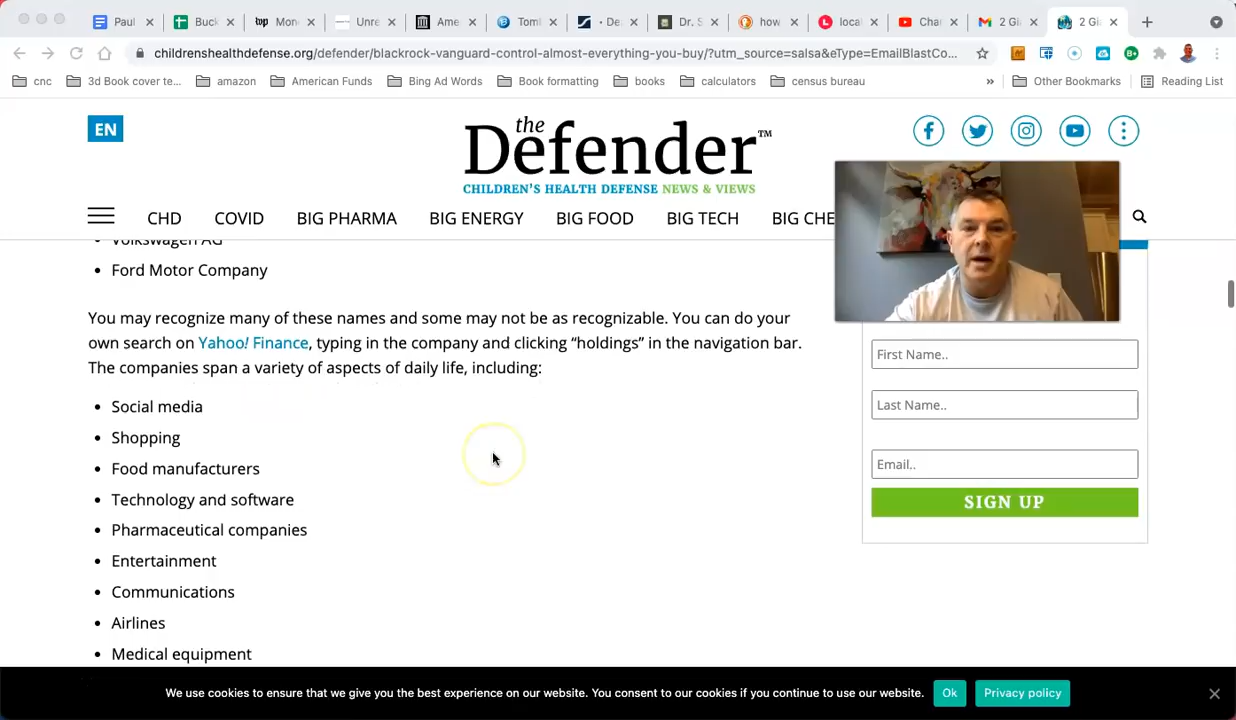 Paul
Buck
Mon
Unre
Ame
Toml
· De
Dr. S
how
loca
Cha
2 Gi
2 Gi
childrenshealthdefense.org/defender/blackrock-vanguard-control-almost-everything-you-buy/?utm_source=salsa&eType=EmailBlastCo...
cnc
3d Book cover te...
amazon
American Funds
Bing Ad Words
Book formatting
books
calculators
census bureau
»
Other Bookmarks
Reading List
EN
the
Defender™
CHILDREN'S HEALTH DEFENSE NEWS & VIEWS
CHD COVID BIG PHARMA BIG ENERGY BIG FOOD BIG TECH BIG CHE
• Volkswagen AG
• Ford Motor Company
You may recognize many of these names and some may not be as recognizable. You can do your
own search on Yahoo! Finance, typing in the company and clicking “holdings” in the navigation bar.
The companies span a variety of aspects of daily life, including:
• Social media
• Shopping
• Food manufacturers
• Technology and software
• Pharmaceutical companies
• Entertainment
• Communications
• Airlines
• Medical equipment
First Name..
Last Name..
Email..
SIGN UP
We use cookies to ensure that we give you the best experience on our website. You consent to our cookies if you continue to use our website.
Ok
Privacy policy